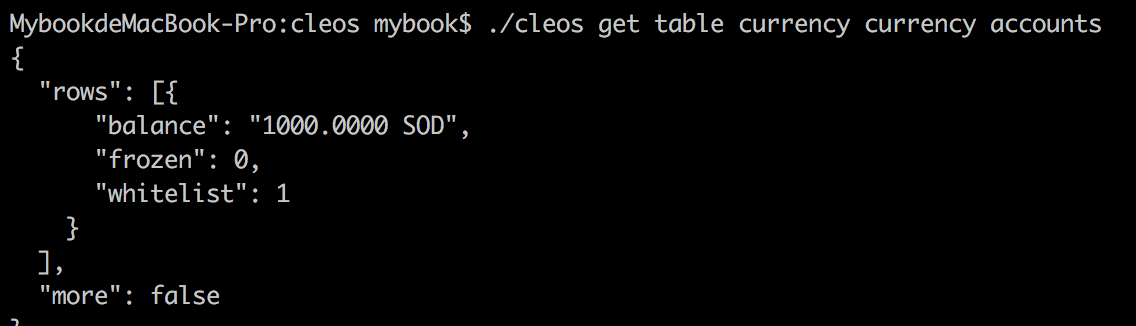 MybookdeMacBook-Pro:cleos mybook$ ./cleos get table currency currency accounts
{
  "rows": [{
      "balance": "1000.0000 SOD",
      "frozen": 0,
      "whitelist": 1
    }
  ],
  "more": false
}